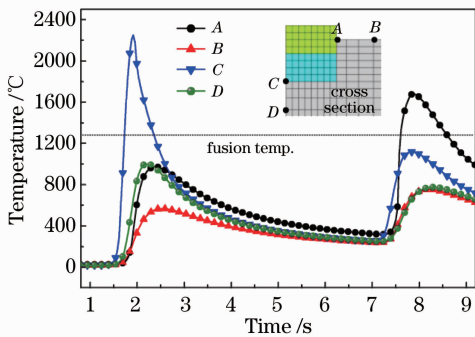 2400
2000
1600
1200
800
400
0
Temperature /℃
A
B
C
D
A
B
C
D
cross
section
fusion temp.
1 2 3 4 5 6 7 8 9
Time /s